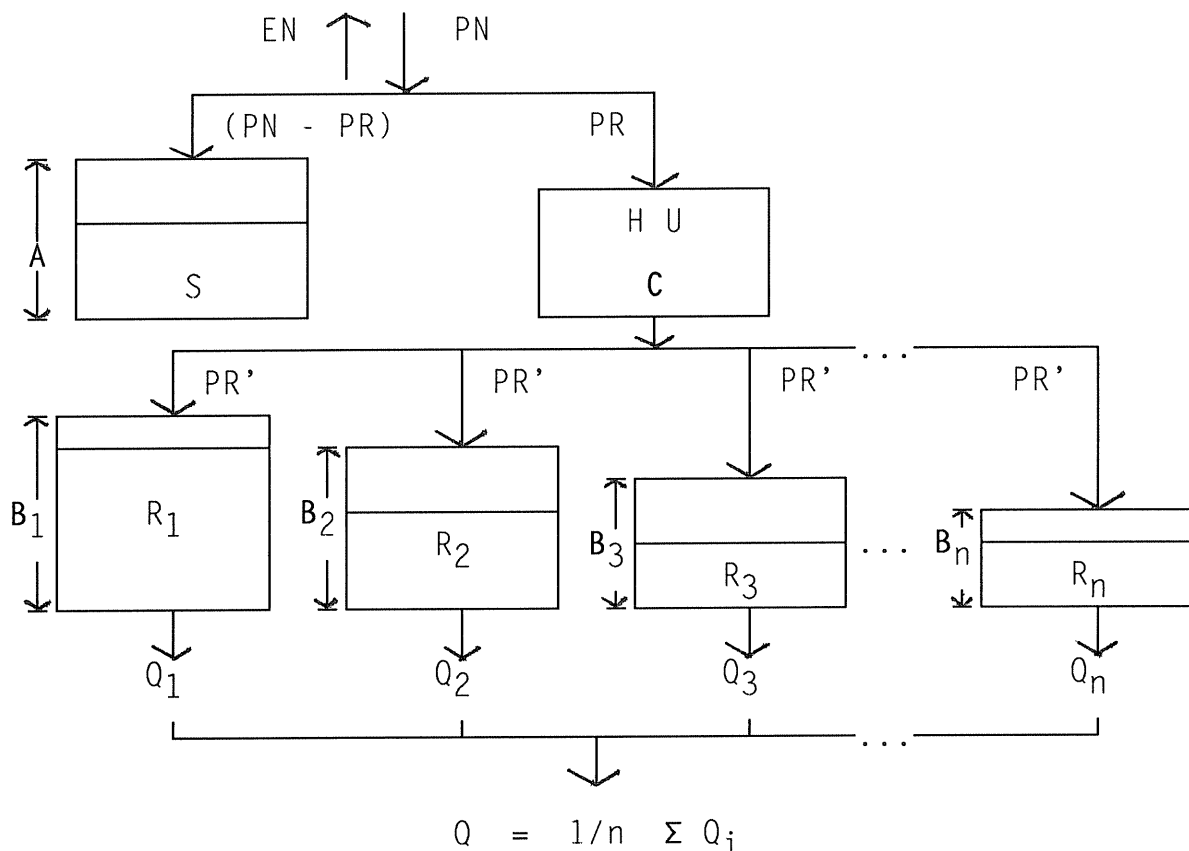 EN PN
(PN - PR) PR
H U
A
S C
PR' PR' PR' PR'
B1 R1 B2 R2 B3 R3 ... Bn Rn
...
Q1 Q2 Q3 Qn
...
Q = 1/n Σ Qi